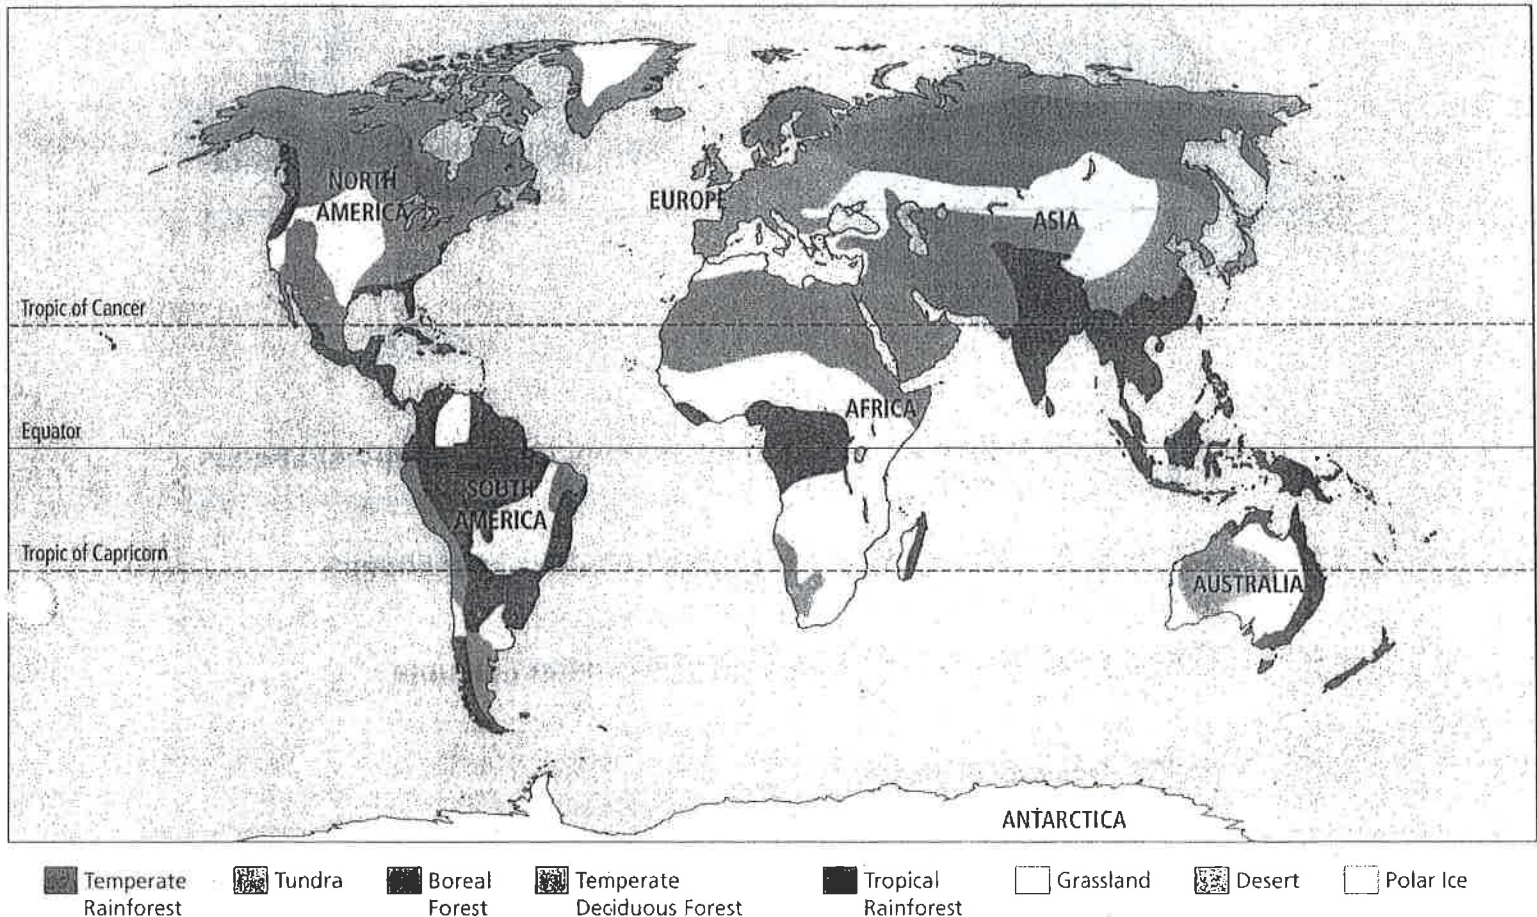 NORTH
AMERICA
EUROPE
ASIA
Tropic of Cancer
AFRICA
Equator
SOUTH
AMERICA
Tropic of Capricorn
AUSTRALIA
ANTARCTICA
Temperate
Rainforest
Tundra
Boreal
Forest
Temperate
Deciduous Forest
Tropical
Rainforest
Grassland
Desert
Polar Ice